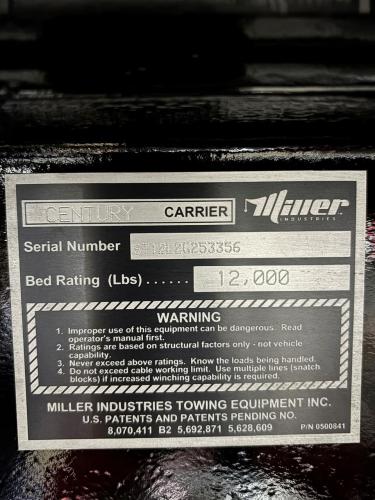 CENTURY CARRIER Miller INDUSTRIES
Serial Number
Bed Rating (Lbs) ...... 12,000
WARNING
1. Improper use of this equipment can be dangerous. Read
operator's manual first.
2. Ratings are based on structural factors only - not vehicle
capability.
3. Never exceed above ratings. Know the loads being handled.
4. Do not exceed cable working limit. Use multiple lines (snatch
blocks) if increased winching capability is required.
MILLER INDUSTRIES TOWING EQUIPMENT INC.
U.S. PATENTS AND PATENTS PENDING NO.
8,070,411 B2 5,692,871 5,628,609 P/N 0500841